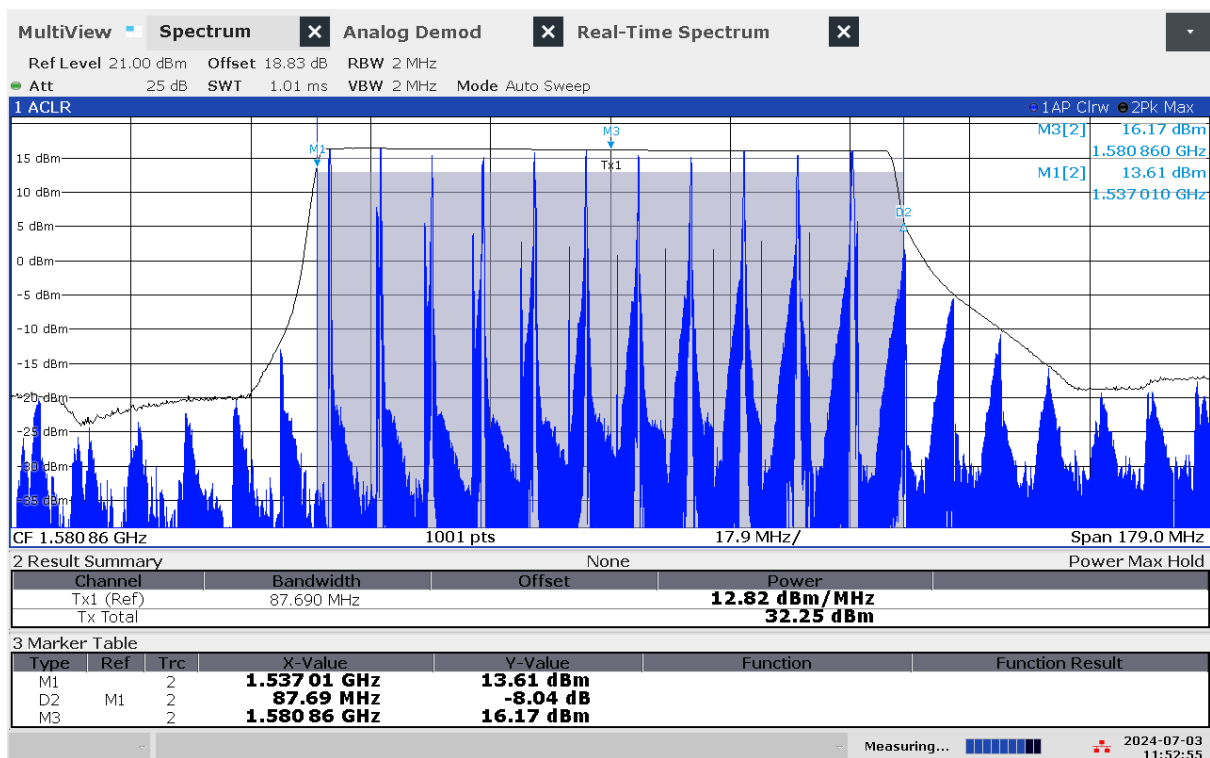 MultiView Spectrum Analog Demod Real-Time Spectrum
Ref Level 21.00 dBm Offset 18.83 dB RBW 2 MHz
Att 25 dB SWT 1.01 ms VBW 2 MHz Mode Auto Sweep
1 ACLR 1AP Clrw 2Pk Max
M3[2] 16.17 dBm
1.580 860 GHz
M1[2] 13.61 dBm
1.537 010 GHz
M3
M1
Tx1
D2
15 dBm
10 dBm
5 dBm
0 dBm
-5 dBm
-10 dBm
-15 dBm
-20 dBm
-25 dBm
-30 dBm
-35 dBm
CF 1.580 86 GHz 1001 pts 17.9 MHz/ Span 179.0 MHz
2 Result Summary None Power Max Hold
Channel Bandwidth Offset Power
Tx1 (Ref) 87.690 MHz 12.82 dBm/MHz
Tx Total 32.25 dBm
3 Marker Table
Type Ref Trc X-Value Y-Value Function Function Result
M1 2 1.537 01 GHz 13.61 dBm
D2 M1 2 87.69 MHz -8.04 dB
M3 2 1.580 86 GHz 16.17 dBm
Measuring... 2024-07-03
11:52:55